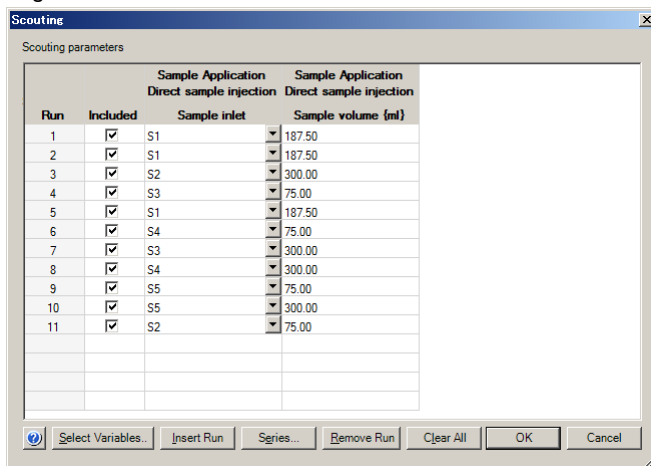 Scouting
Scouting parameters
Sample Application Sample Application
Direct sample injection Direct sample injection
Run Included Sample inlet Sample volume {ml}
1 S1 187.50
2 S1 187.50
3 S2 300.00
4 S3 75.00
5 S1 187.50
6 S4 75.00
7 S3 300.00
8 S4 300.00
9 S5 75.00
10 S5 300.00
11 S2 75.00
Select Variables.. Insert Run Series... Remove Run Clear All OK Cancel